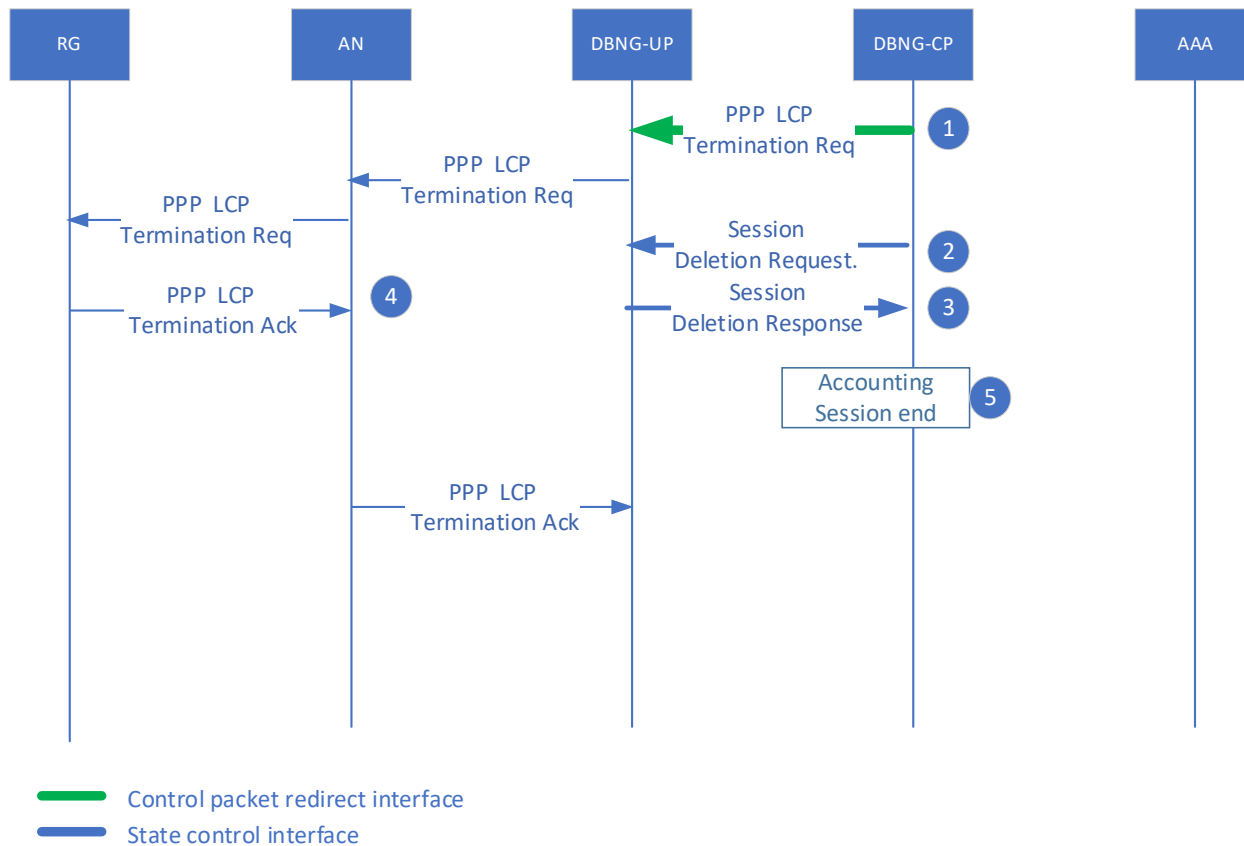 RG
AN
DBNG-UP
DBNG-CP
AAA
PPP LCP
Termination Req
1
PPP LCP
Termination Req
PPP LCP
Termination Req
Session
Deletion Request.
2
PPP LCP
Termination Ack
4
Session
Deletion Response
3
Accounting
Session end
5
PPP LCP
Termination Ack
Control packet redirect interface
State control interface